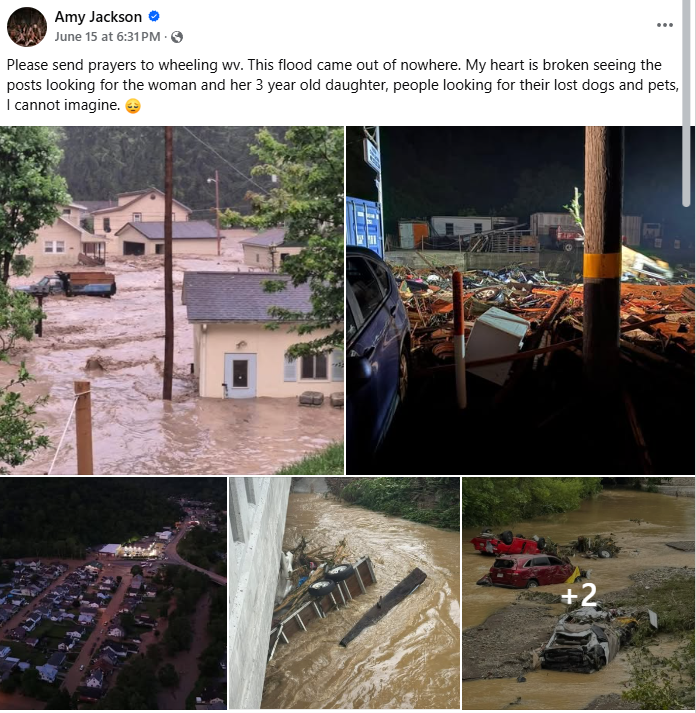 Amy Jackson
June 15 at 6:31 PM ·
Please send prayers to wheeling wv. This flood came out of nowhere. My heart is broken seeing the
posts looking for the woman and her 3 year old daughter, people looking for their lost dogs and pets,
I cannot imagine. 😔
+2